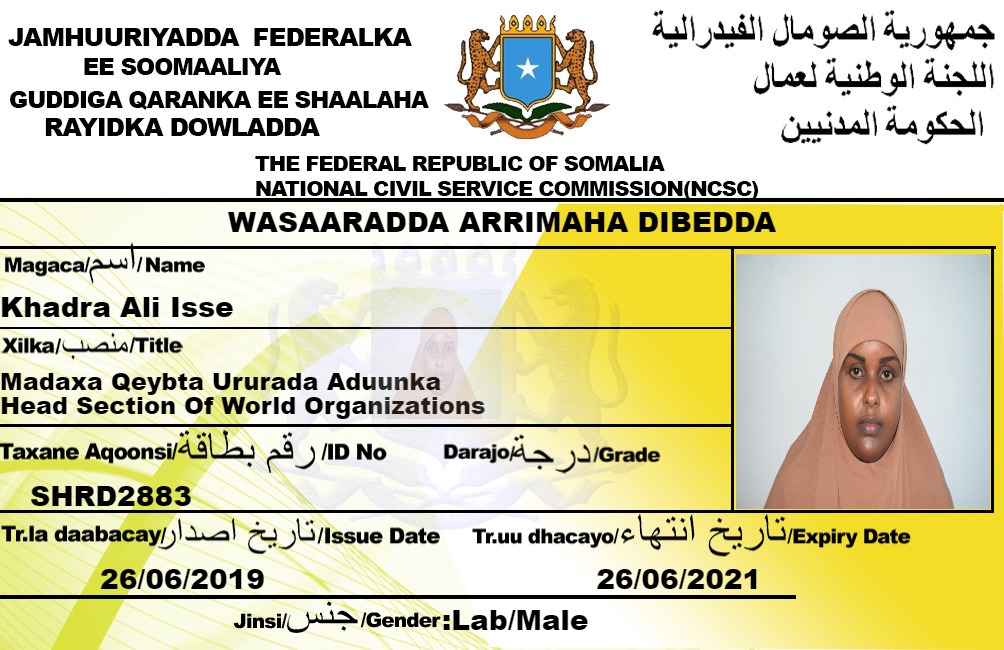 JAMHUURIYADDA FEDERALKA
EE SOOMAALIYA
GUDDIGA QARANKA EE SHAALAHA
RAYIDKA DOWLADDA
جمهورية الصومال الفيدرالية
اللجنة الوطنية لعمال
الحكومة المدنيين
THE FEDERAL REPUBLIC OF SOMALIA
NATIONAL CIVIL SERVICE COMMISSION(NCSC)
WASAARADDA ARRIMAHA DIBEDDA
Magaca/اسم/Name
Khadra Ali Isse
Xilka/منصب/Title
Madaxa Qeybta Ururada Aduunka
Head Section Of World Organizations
Taxane Aqoonsi/رقم بطاقة/ID No
Darajo/درجة/Grade
SHRD2883
Tr.la daabacay/تاريخ اصدار/Issue Date
Tr.uu dhacayo/تاريخ انتهاء/Expiry Date
26/06/2019
26/06/2021
Jinsi/جنس/Gender:Lab/Male